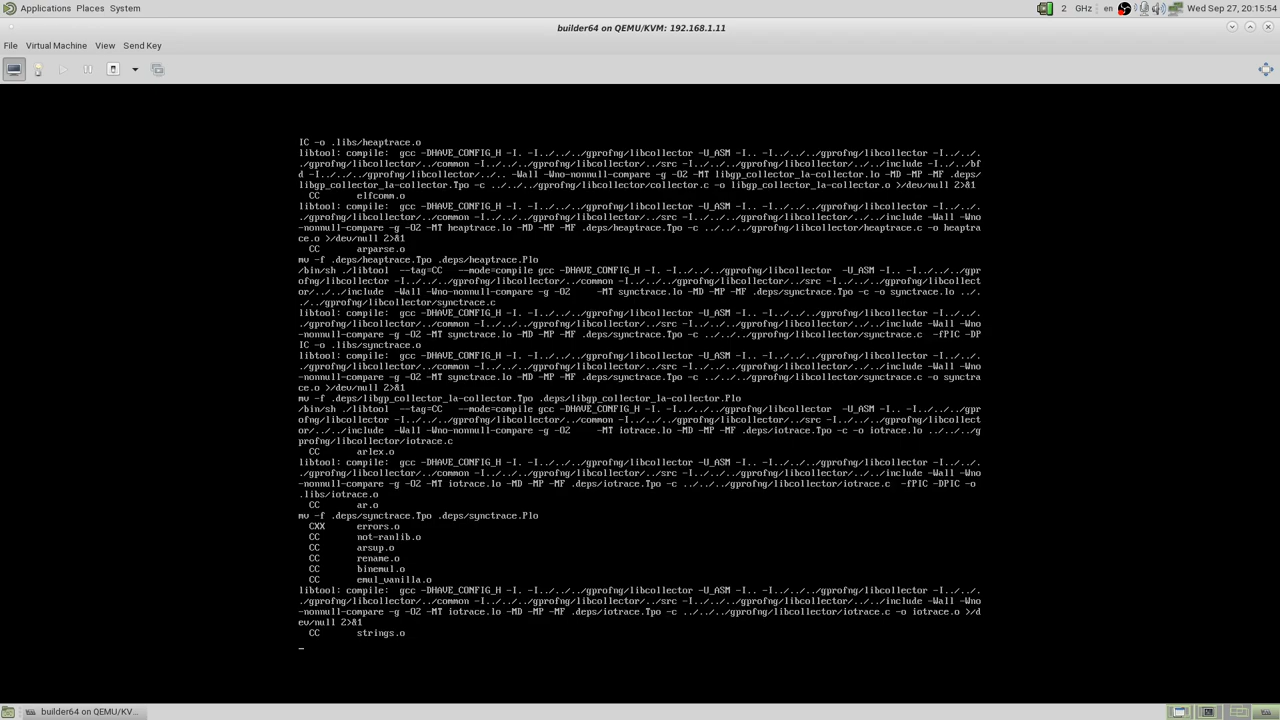 Applications Places System 2 GHz en Wed Sep 27, 20:15:54
builder64 on QEMU/KVM: 192.168.1.11
File Virtual Machine View Send Key
IC -o .libs/heaptrace.o
libtool: compile:  gcc -DHAVE_CONFIG_H -I. -I../../../gprofng/libcollector -U_ASM -I.. -I../../../gprofng/libcollector -I../../.
./gprofng/libcollector/../common -I../../../gprofng/libcollector/../src -I../../../gprofng/libcollector/../../include -I../../bf
d -I../../../gprofng/libcollector/../.. -Wall -Wno-nonnull-compare -g -O2 -MT libgp_collector_la-collector.lo -MD -MP -MF .deps/
libgp_collector_la-collector.Tpo -c ../../../gprofng/libcollector/collector.c -o libgp_collector_la-collector.o >/dev/null 2>&1
  CC       elfcomm.o
libtool: compile:  gcc -DHAVE_CONFIG_H -I. -I../../../gprofng/libcollector -U_ASM -I.. -I../../../gprofng/libcollector -I../../.
./gprofng/libcollector/../common -I../../../gprofng/libcollector/../src -I../../../gprofng/libcollector/../../include -Wall -Wno
-nonnull-compare -g -O2 -MT heaptrace.lo -MD -MP -MF .deps/heaptrace.Tpo -c ../../../gprofng/libcollector/heaptrace.c -o heaptra
ce.o >/dev/null 2>&1
  CC       arparse.o
mv -f .deps/heaptrace.Tpo .deps/heaptrace.Plo
/bin/sh ./libtool  --tag=CC   --mode=compile gcc -DHAVE_CONFIG_H -I. -I../../../gprofng/libcollector  -U_ASM -I.. -I../../../gpr
ofng/libcollector -I../../../gprofng/libcollector/../common -I../../../gprofng/libcollector/../src -I../../../gprofng/libcollect
or/../../include -Wall -Wno-nonnull-compare -g -O2     -MT synctrace.lo -MD -MP -MF .deps/synctrace.Tpo -c -o synctrace.lo ../.
./../gprofng/libcollector/synctrace.c
libtool: compile:  gcc -DHAVE_CONFIG_H -I. -I../../../gprofng/libcollector -U_ASM -I.. -I../../../gprofng/libcollector -I../../.
./gprofng/libcollector/../common -I../../../gprofng/libcollector/../src -I../../../gprofng/libcollector/../../include -Wall -Wno
-nonnull-compare -g -O2 -MT synctrace.lo -MD -MP -MF .deps/synctrace.Tpo -c ../../../gprofng/libcollector/synctrace.c  -fPIC -DP
IC -o .libs/synctrace.o
libtool: compile:  gcc -DHAVE_CONFIG_H -I. -I../../../gprofng/libcollector -U_ASM -I.. -I../../../gprofng/libcollector -I../../.
./gprofng/libcollector/../common -I../../../gprofng/libcollector/../src -I../../../gprofng/libcollector/../../include -Wall -Wno
-nonnull-compare -g -O2 -MT synctrace.lo -MD -MP -MF .deps/synctrace.Tpo -c ../../../gprofng/libcollector/synctrace.c -o synctra
ce.o >/dev/null 2>&1
mv -f .deps/libgp_collector_la-collector.Tpo .deps/libgp_collector_la-collector.Plo
/bin/sh ./libtool  --tag=CC   --mode=compile gcc -DHAVE_CONFIG_H -I. -I../../../gprofng/libcollector  -U_ASM -I.. -I../../../gpr
ofng/libcollector -I../../../gprofng/libcollector/../common -I../../../gprofng/libcollector/../src -I../../../gprofng/libcollect
or/../../include -Wall -Wno-nonnull-compare -g -O2     -MT iotrace.lo -MD -MP -MF .deps/iotrace.Tpo -c -o iotrace.lo ../../../g
profng/libcollector/iotrace.c
  CC       arlex.o
libtool: compile:  gcc -DHAVE_CONFIG_H -I. -I../../../gprofng/libcollector -U_ASM -I.. -I../../../gprofng/libcollector -I../../.
./gprofng/libcollector/../common -I../../../gprofng/libcollector/../src -I../../../gprofng/libcollector/../../include -Wall -Wno
-nonnull-compare -g -O2 -MT iotrace.lo -MD -MP -MF .deps/iotrace.Tpo -c ../../../gprofng/libcollector/iotrace.c  -fPIC -DPIC -o
.libs/iotrace.o
  CC       ar.o
mv -f .deps/synctrace.Tpo .deps/synctrace.Plo
  CXX      errors.o
  CC       not-ranlib.o
  CC       arsup.o
  CC       rename.o
  CC       binemul.o
  CC       emul_vanilla.o
libtool: compile:  gcc -DHAVE_CONFIG_H -I. -I../../../gprofng/libcollector -U_ASM -I.. -I../../../gprofng/libcollector -I../../.
./gprofng/libcollector/../common -I../../../gprofng/libcollector/../src -I../../../gprofng/libcollector/../../include -Wall -Wno
-nonnull-compare -g -O2 -MT iotrace.lo -MD -MP -MF .deps/iotrace.Tpo -c ../../../gprofng/libcollector/iotrace.c -o iotrace.o >/d
ev/null 2>&1
  CC       strings.o
_
builder64 on QEMU/KV...